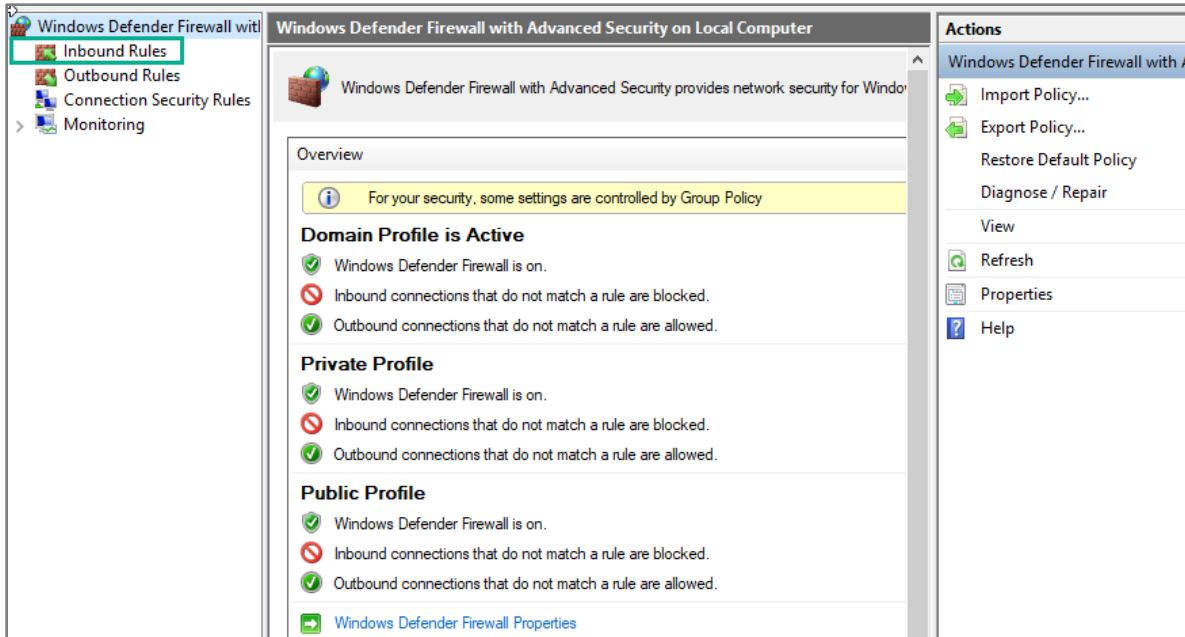 Windows Defender Firewall with
Inbound Rules
Outbound Rules
Connection Security Rules
Monitoring
Windows Defender Firewall with Advanced Security on Local Computer
Windows Defender Firewall with Advanced Security provides network security for Window
Overview
For your security, some settings are controlled by Group Policy
Domain Profile is Active
Windows Defender Firewall is on.
Inbound connections that do not match a rule are blocked.
Outbound connections that do not match a rule are allowed.
Private Profile
Windows Defender Firewall is on.
Inbound connections that do not match a rule are blocked.
Outbound connections that do not match a rule are allowed.
Public Profile
Windows Defender Firewall is on.
Inbound connections that do not match a rule are blocked.
Outbound connections that do not match a rule are allowed.
Windows Defender Firewall Properties
Actions
Windows Defender Firewall with A
Import Policy...
Export Policy...
Restore Default Policy
Diagnose / Repair
View
Refresh
Properties
Help